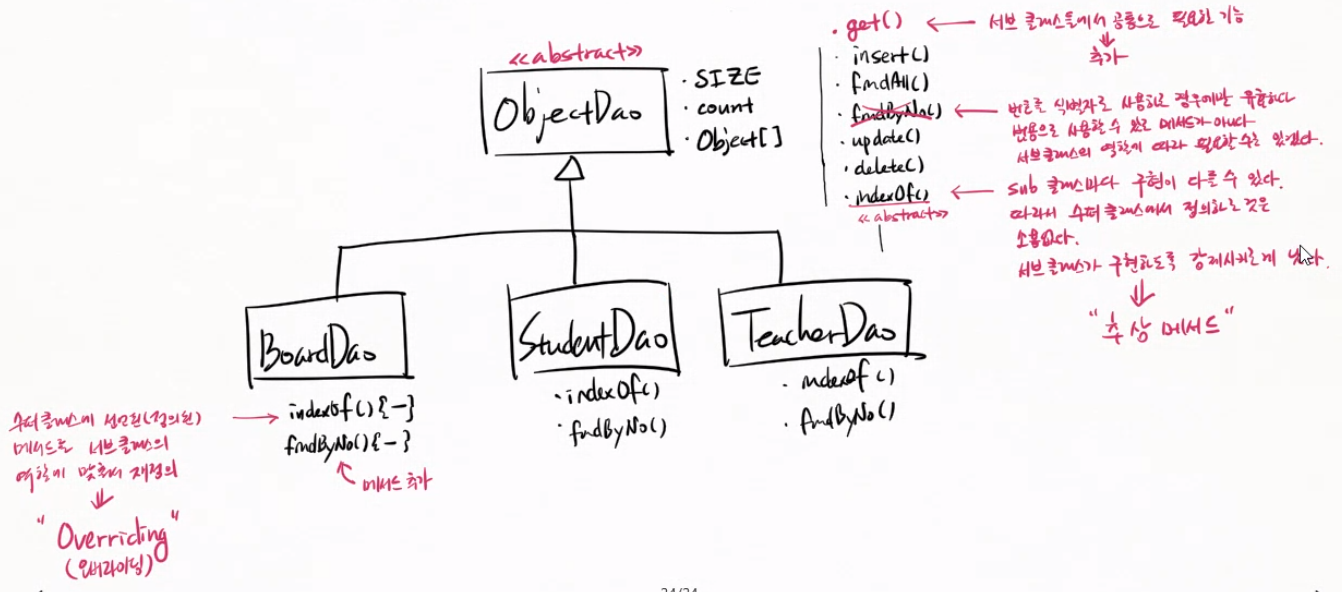 <<abstract>>
ObjectDao
· SIZE
· count
· Object[]
· get() ← 서브 클래스들에서 공통으로 필요한 기능
⇓
추가
· insert()
· findAll()
· findByNo() ← 번호를 식별자로 사용하는 경우에만 유효하다
범용으로 사용할 수 있는 메서드가 아니다
서브클래스의 역할에 따라 필요할 수는 있겠다.
· update()
· delete()
· indexOf() ← sub 클래스마다 구현이 다를 수 있다.
<<abstract>>
따라서 수퍼 클래스에서 정의하는 것은
소용없다.
서브 클래스가 구현하도록 강제시키는게 낫다.
⇓
"추상 메서드"
BoardDao
StudentDao
TeacherDao
수퍼클래스에 선언된(정의된) → indexOf(){-}
메서드를 서브클래스의
역할에 맞춰서 재정의
⇓
"Overriding"
(오버라이딩)
findByNo(){-}
메서드 추가
· indexOf()
· findByNo()
· indexOf()
· findByNo()
24/24